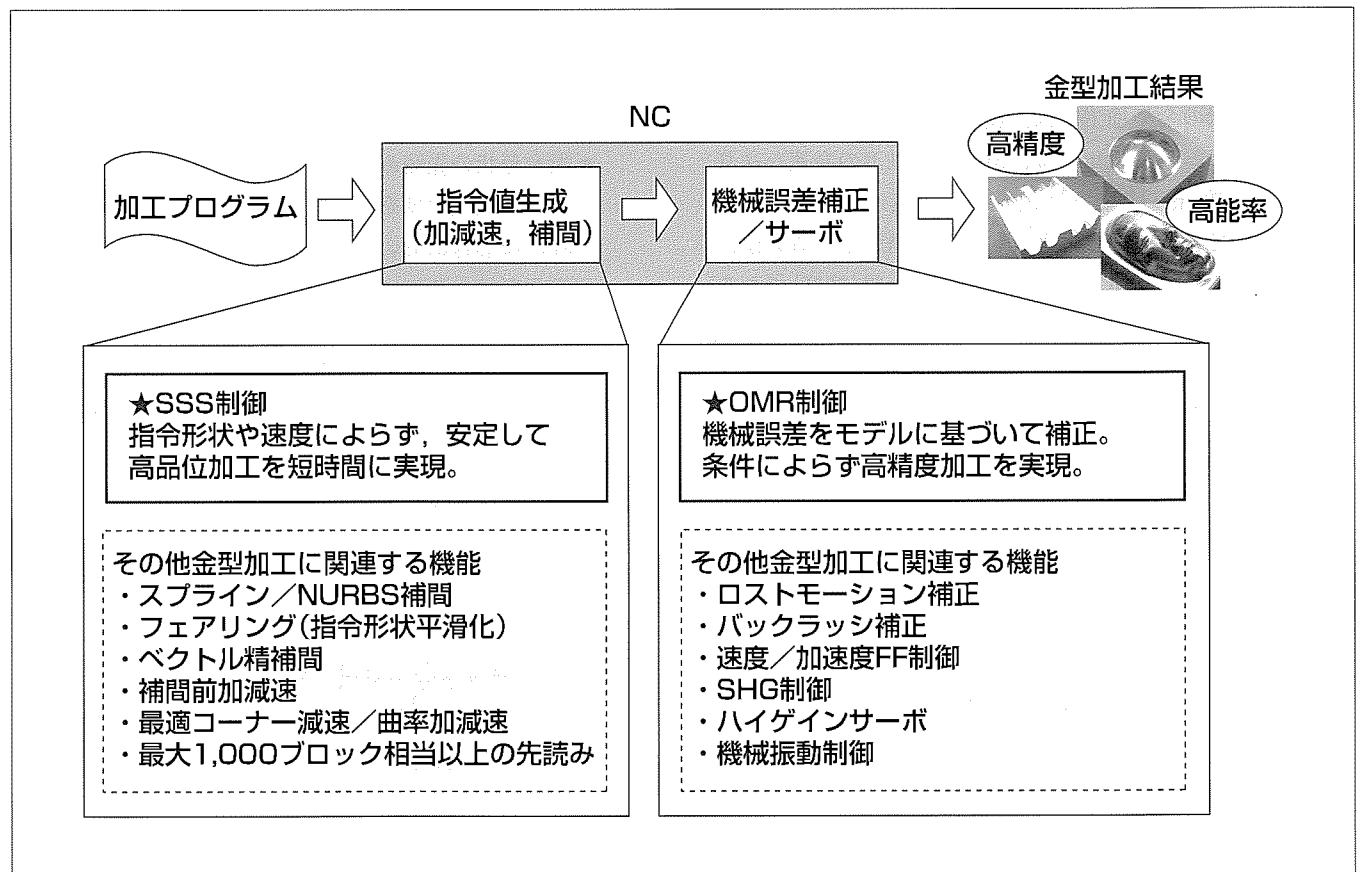 NC
加工プログラム
指令値生成
(加減速，補間)
機械誤差補正
／サーボ
金型加工結果
高精度
高能率
★SSS制御
指令形状や速度によらず，安定して
高品位加工を短時間に実現。
その他金型加工に関連する機能
・スプライン／NURBS補間
・フェアリング(指令形状平滑化)
・ベクトル精補間
・補間前加減速
・最適コーナー減速／曲率加減速
・最大1,000ブロック相当以上の先読み
★OMR制御
機械誤差をモデルに基づいて補正。
条件によらず高精度加工を実現。
その他金型加工に関連する機能
・ロストモーション補正
・バックラッシ補正
・速度／加速度FF制御
・SHG制御
・ハイゲインサーボ
・機械振動制御